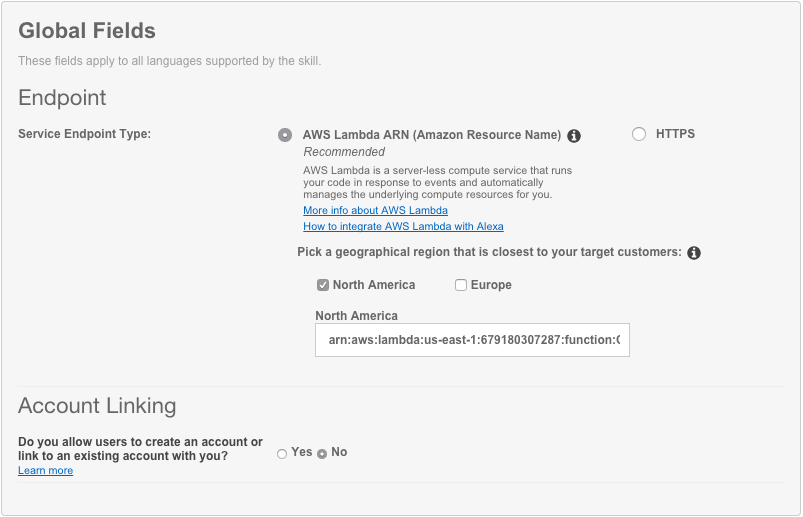 Global Fields
These fields apply to all languages supported by the skill.
Endpoint
Service Endpoint Type:
AWS Lambda ARN (Amazon Resource Name)
HTTPS
Recommended
AWS Lambda is a server-less compute service that runs
your code in response to events and automatically
manages the underlying compute resources for you.
More info about AWS Lambda
How to integrate AWS Lambda with Alexa
Pick a geographical region that is closest to your target customers:
North America
Europe
North America
arn:aws:lambda:us-east-1:679180307287:function:
Account Linking
Do you allow users to create an account or
link to an existing account with you?
Yes
No
Learn more